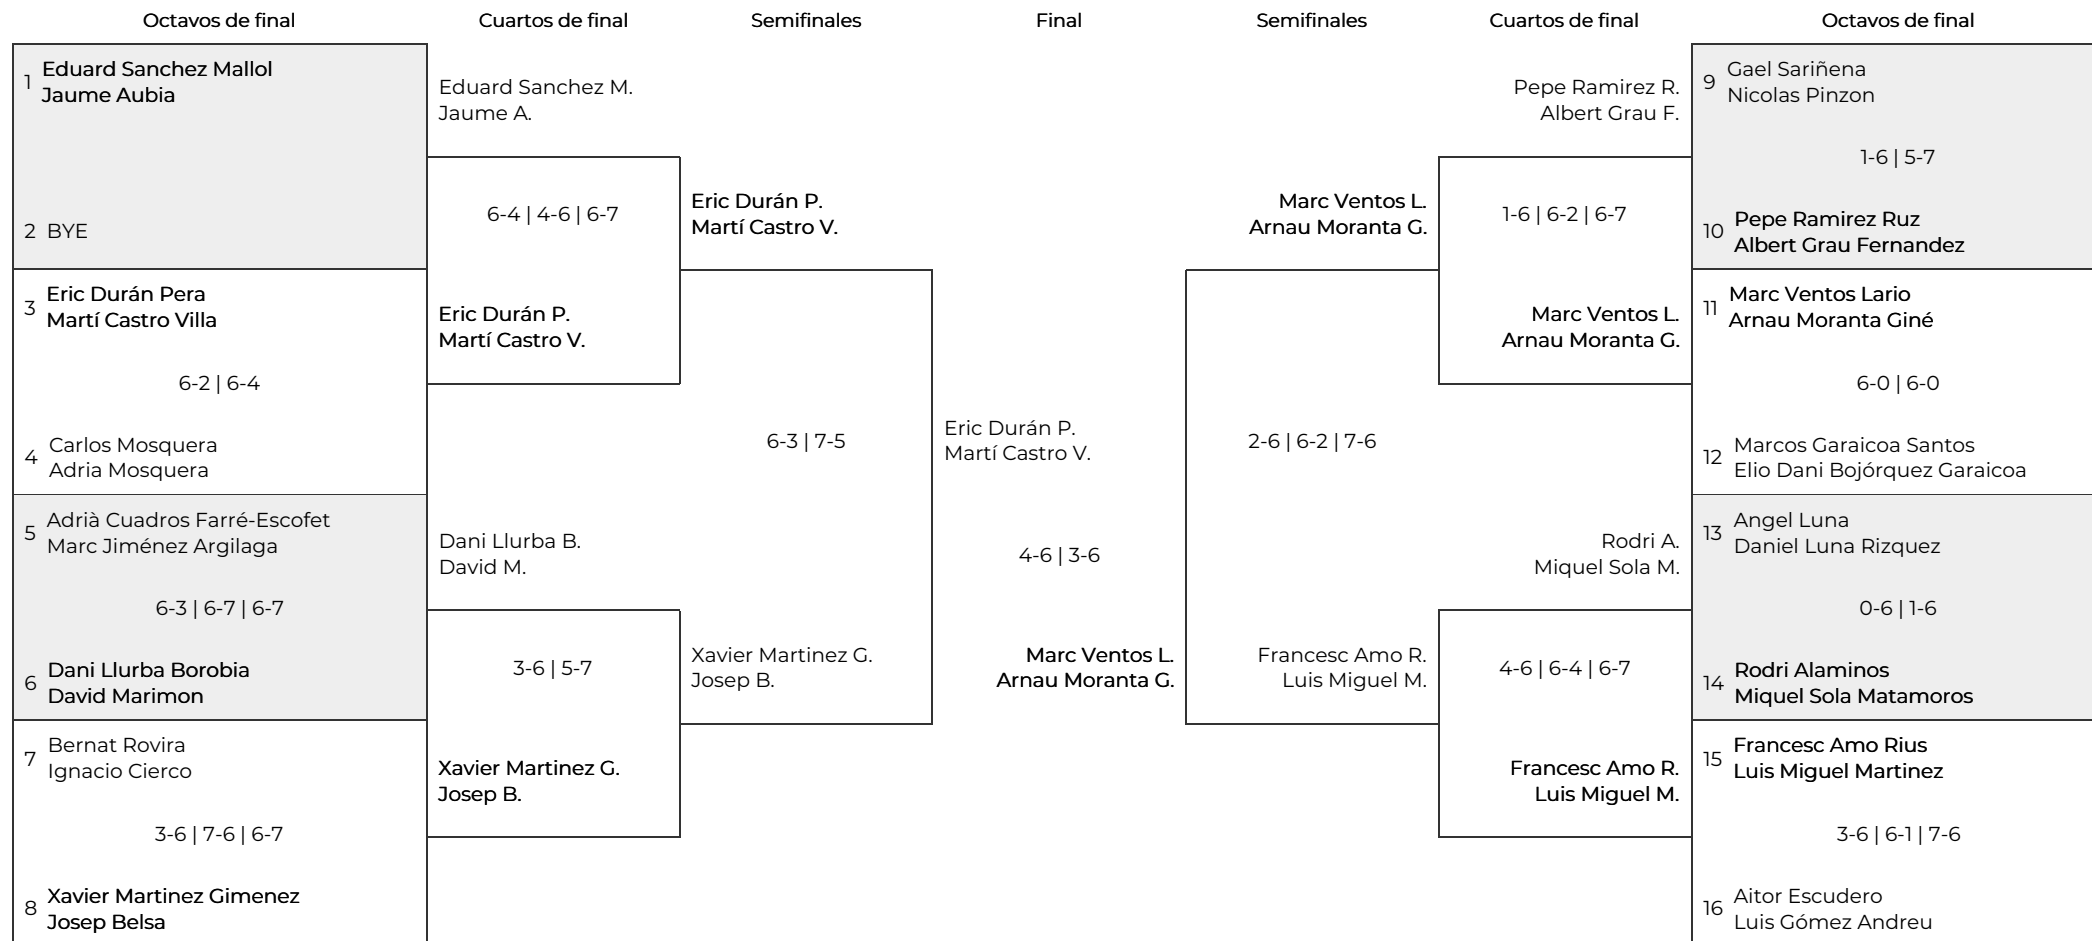 Octavos de final
Cuartos de final
Semifinales
Final
Semifinales
Cuartos de final
Octavos de final
1
Eduard Sanchez Mallol
Jaume Aubia
2 BYE
3
Eric Durán Pera
Martí Castro Villa
6-2 | 6-4
4
Carlos Mosquera
Adria Mosquera
5
Adrià Cuadros Farré-Escofet
Marc Jiménez Argilaga
6-3 | 6-7 | 6-7
6
Dani Llurba Borobia
David Marimon
7
Bernat Rovira
Ignacio Cierco
3-6 | 7-6 | 6-7
8
Xavier Martinez Gimenez
Josep Belsa
Eduard Sanchez M.
Jaume A.
6-4 | 4-6 | 6-7
Eric Durán P.
Martí Castro V.
Dani Llurba B.
David M.
3-6 | 5-7
Xavier Martinez G.
Josep B.
Eric Durán P.
Martí Castro V.
6-3 | 7-5
Xavier Martinez G.
Josep B.
Eric Durán P.
Martí Castro V.
4-6 | 3-6
Marc Ventos L.
Arnau Moranta G.
Marc Ventos L.
Arnau Moranta G.
2-6 | 6-2 | 7-6
Francesc Amo R.
Luis Miguel M.
Pepe Ramirez R.
Albert Grau F.
1-6 | 6-2 | 6-7
Marc Ventos L.
Arnau Moranta G.
Rodri A.
Miquel Sola M.
4-6 | 6-4 | 6-7
Francesc Amo R.
Luis Miguel M.
9
Gael Sariñena
Nicolas Pinzon
1-6 | 5-7
10
Pepe Ramirez Ruz
Albert Grau Fernandez
11
Marc Ventos Lario
Arnau Moranta Giné
6-0 | 6-0
12
Marcos Garaicoa Santos
Elio Dani Bojórquez Garaicoa
13
Angel Luna
Daniel Luna Rizquez
0-6 | 1-6
14
Rodri Alaminos
Miquel Sola Matamoros
15
Francesc Amo Rius
Luis Miguel Martinez
3-6 | 6-1 | 7-6
16
Aitor Escudero
Luis Gómez Andreu